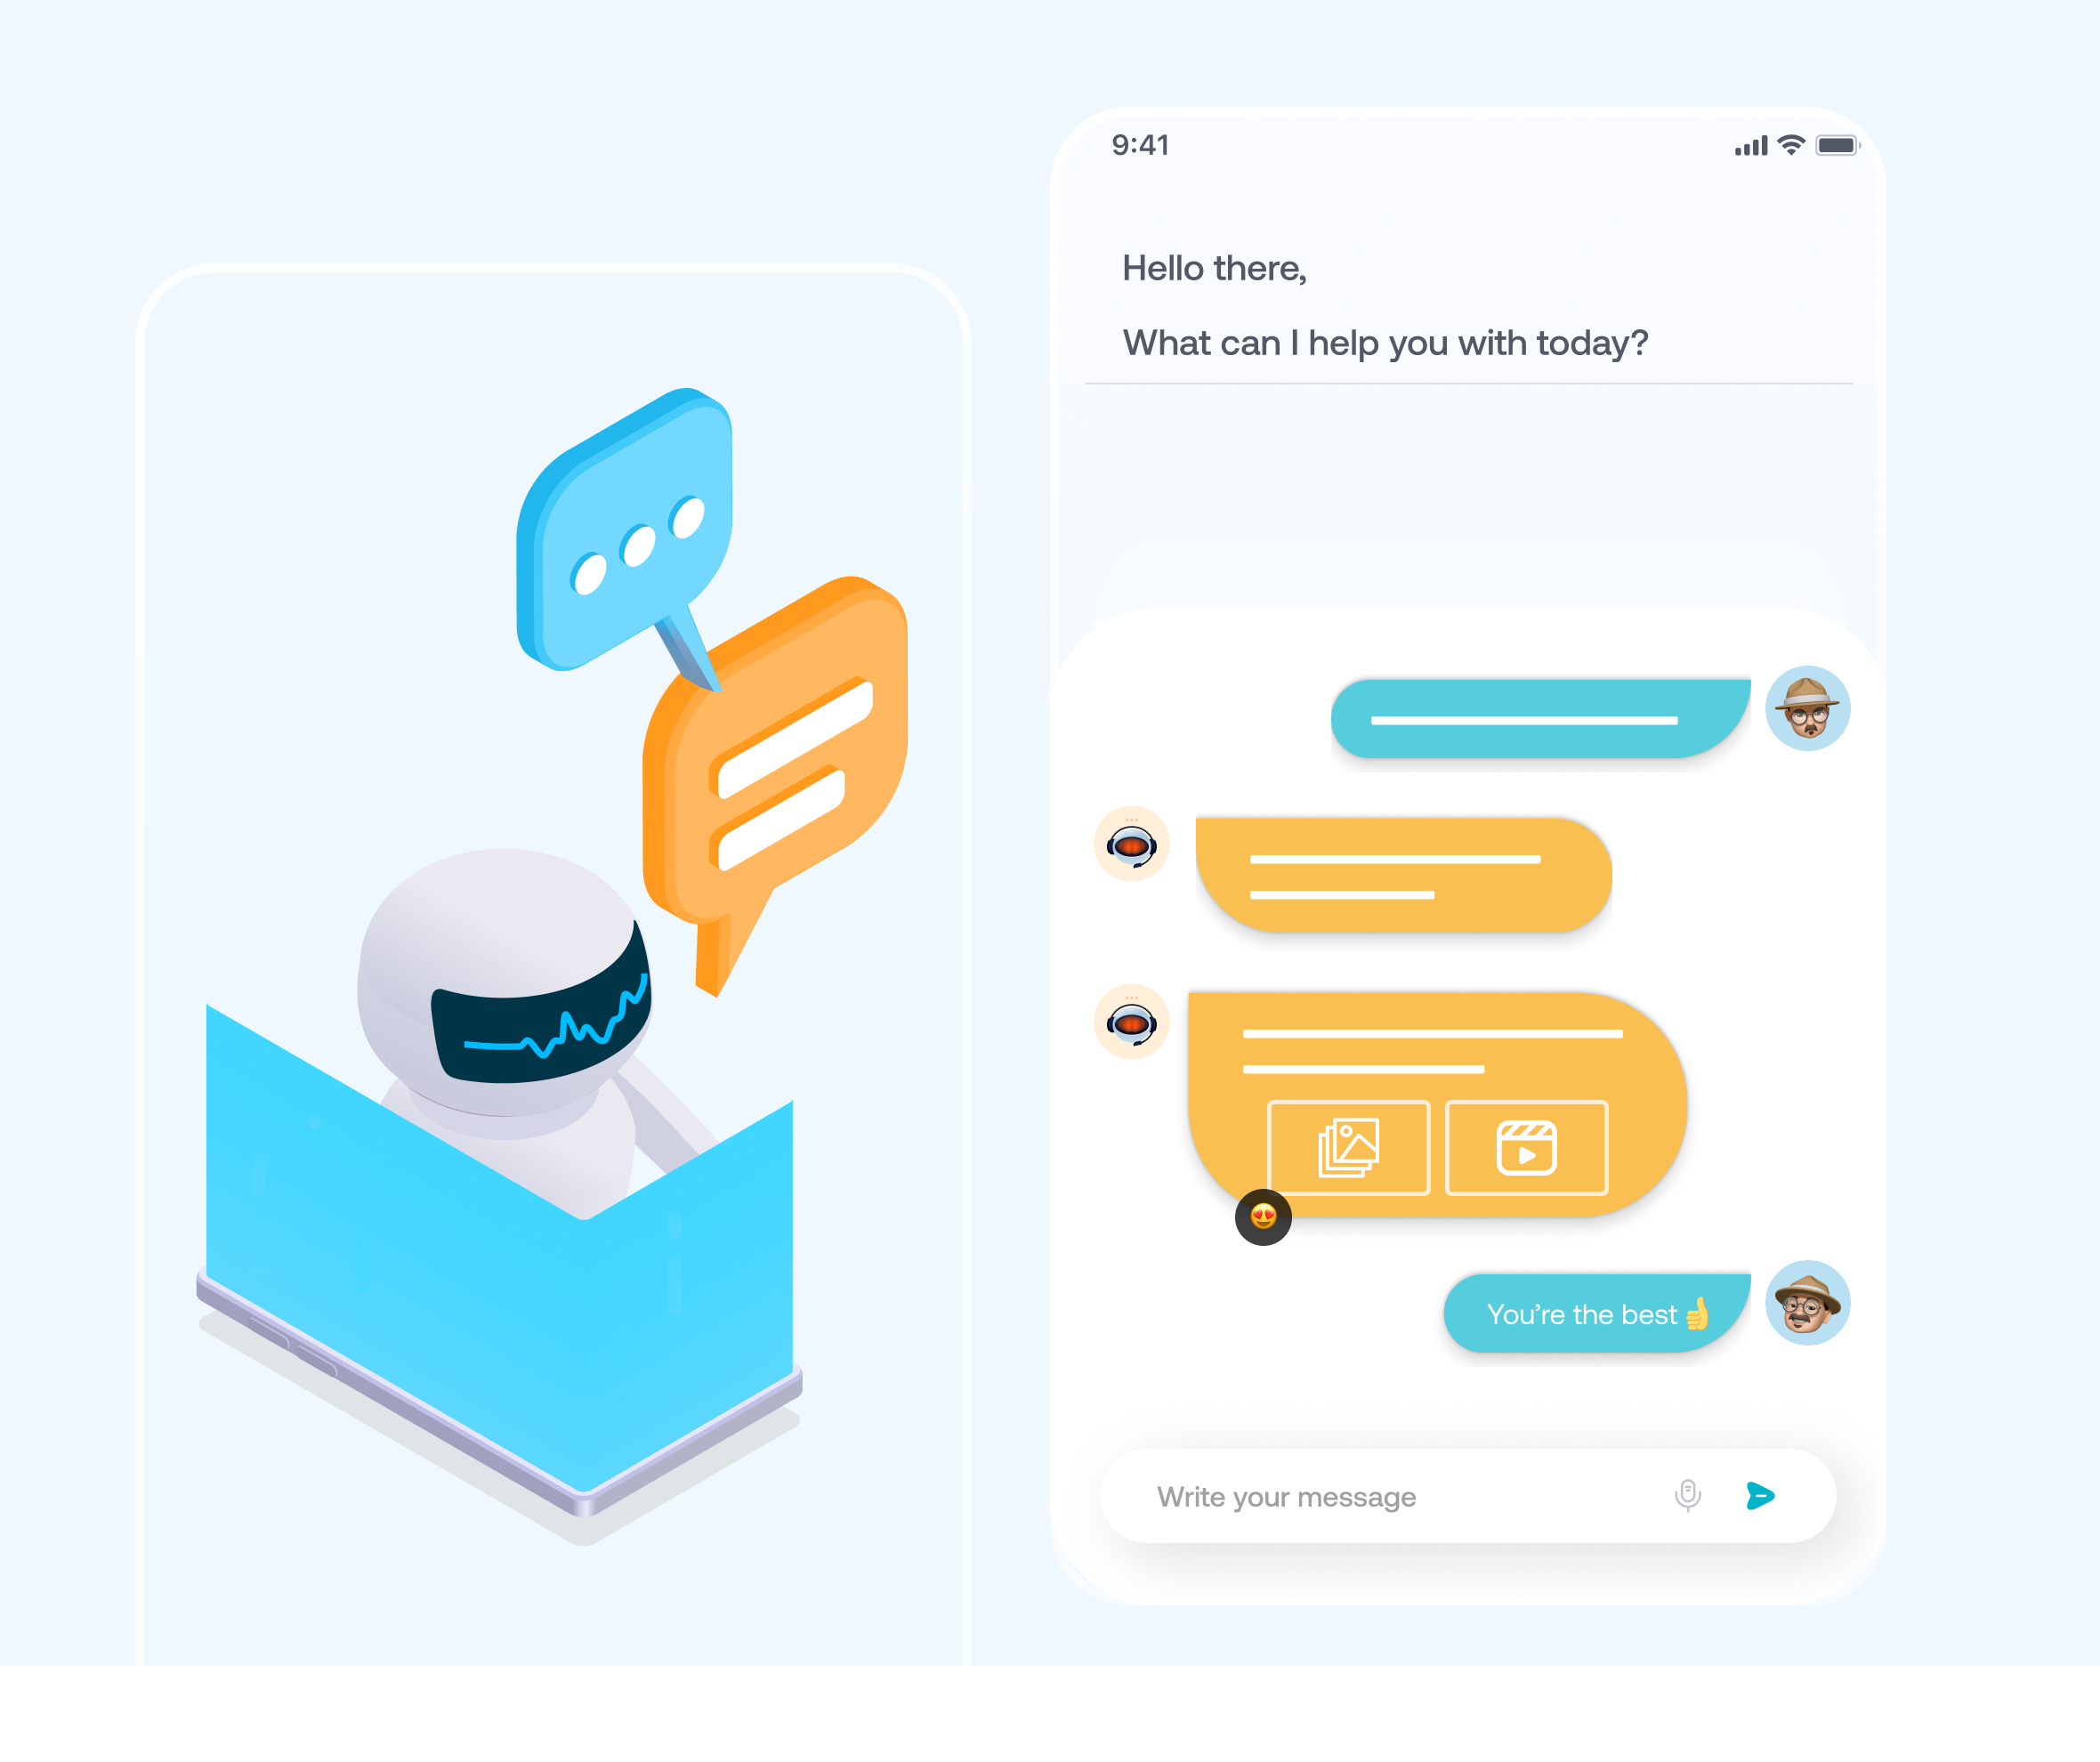 9:41
Hello there,
What can I help you with today?
You're the best 👍
Write your message